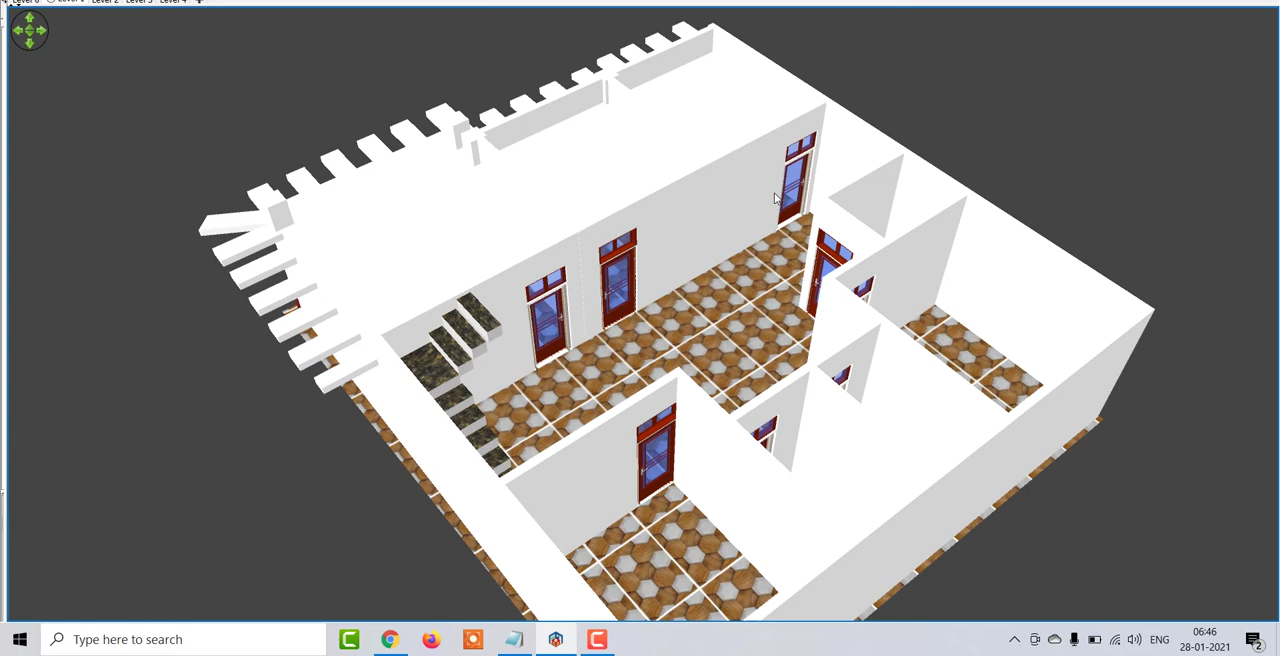 Level 2 Level 3 Level 4
Type here to search
ENG
06:46
28-01-2021
2